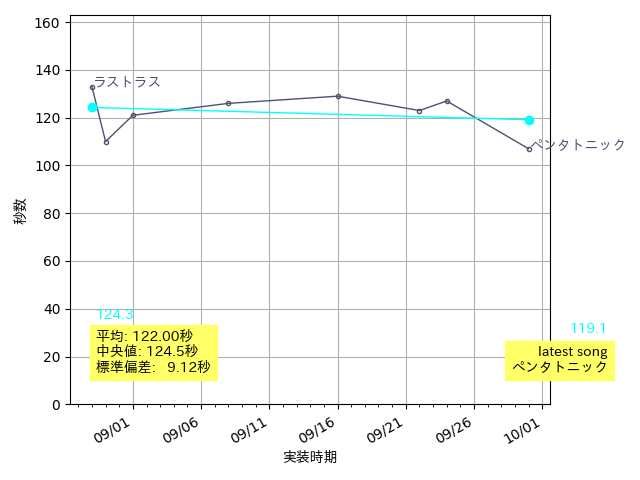 160
140
120
100
80
60
40
20
0
秒数
ラストラス
ペンタトニック
124.3
119.1
平均: 122.00秒
中央値: 124.5秒
標準偏差:  9.12秒
latest song
ペンタトニック
09/01
09/06
09/11
09/16
09/21
09/26
10/01
実装時期